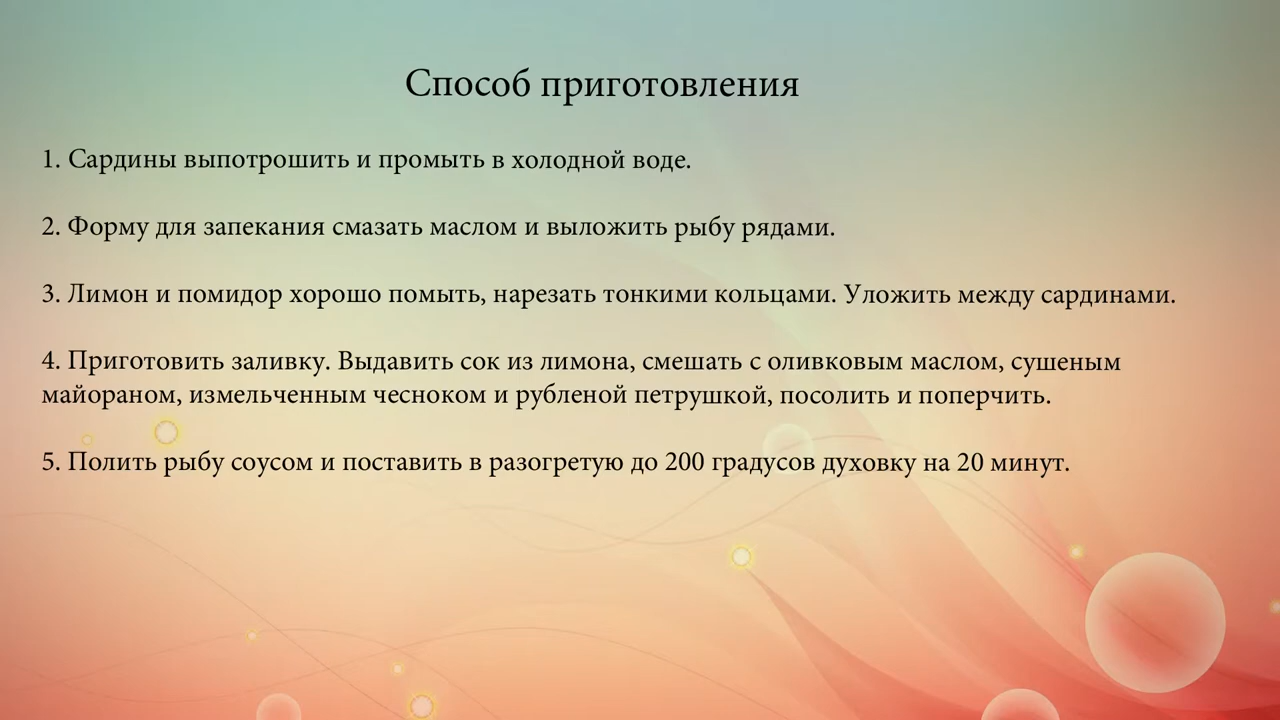 Способ приготовления
1. Сардины выпотрошить и промыть в холодной воде.
2. Форму для запекания смазать маслом и выложить рыбу рядами.
3. Лимон и помидор хорошо помыть, нарезать тонкими кольцами. Уложить между сардинами.
4. Приготовить заливку. Выдавить сок из лимона, смешать с оливковым маслом, сушеным
майораном, измельченным чесноком и рубленой петрушкой, посолить и поперчить.
5. Полить рыбу соусом и поставить в разогретую до 200 градусов духовку на 20 минут.